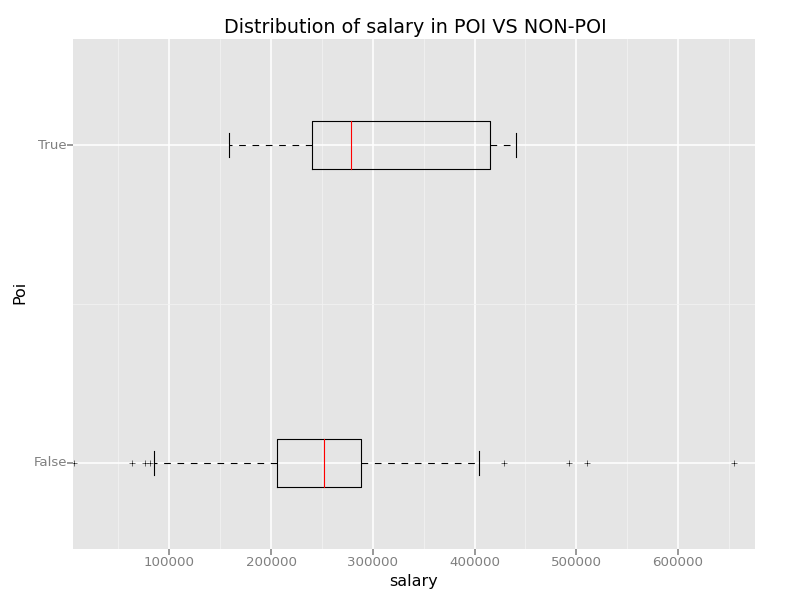 Distribution of salary in POI VS NON-POI
True
Poi
False
100000 200000 300000 400000 500000 600000
salary